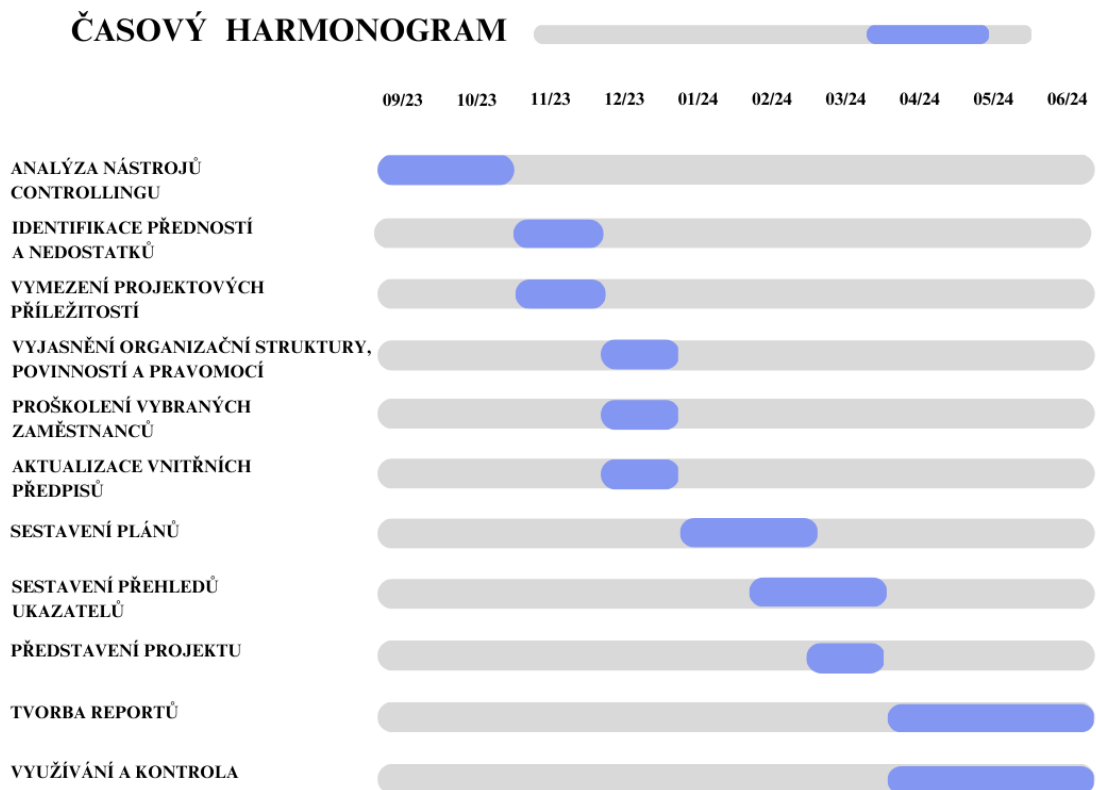 ČASOVÝ HARMONOGRAM
09/23 10/23 11/23 12/23 01/24 02/24 03/24 04/24 05/24 06/24
ANALÝZA NÁSTROJŮ
CONTROLLINGU
IDENTIFIKACE PŘEDNOSTÍ
A NEDOSTATKŮ
VYMEZENÍ PROJEKTOVÝCH
PŘÍLEŽITOSTÍ
VYJASNĚNÍ ORGANIZAČNÍ STRUKTURY,
POVINNOSTÍ A PRAVOMOCÍ
PROŠKOLENÍ VYBRANÝCH
ZAMĚSTNANCŮ
AKTUALIZACE VNITŘNÍCH
PŘEDPISŮ
SESTAVENÍ PLÁNŮ
SESTAVENÍ PŘEHLEDŮ
UKAZATELŮ
PŘEDSTAVENÍ PROJEKTU
TVORBA REPORTŮ
VYUŽÍVÁNÍ A KONTROLA